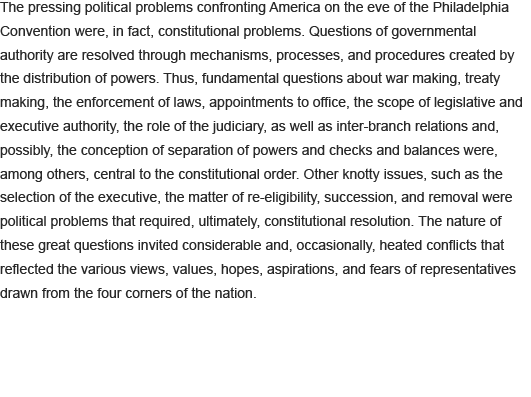 The pressing political problems confronting America on the eve of the Philadelphia
Convention were, in fact, constitutional problems. Questions of governmental
authority are resolved through mechanisms, processes, and procedures created by
the distribution of powers. Thus, fundamental questions about war making, treaty
making, the enforcement of laws, appointments to office, the scope of legislative and
executive authority, the role of the judiciary, as well as inter-branch relations and,
possibly, the conception of separation of powers and checks and balances were,
among others, central to the constitutional order. Other knotty issues, such as the
selection of the executive, the matter of re-eligibility, succession, and removal were
political problems that required, ultimately, constitutional resolution. The nature of
these great questions invited considerable and, occasionally, heated conflicts that
reflected the various views, values, hopes, aspirations, and fears of representatives
drawn from the four corners of the nation.